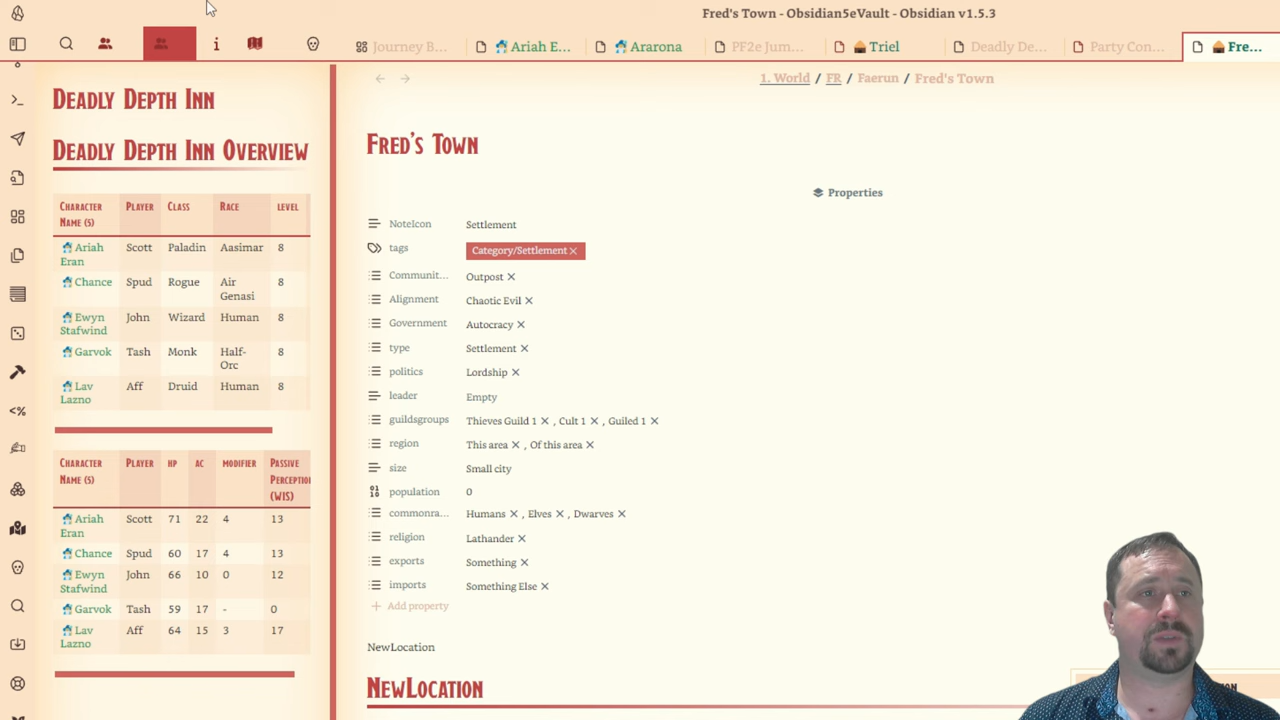 Fred's Town - Obsidian5eVault - Obsidian v1.5.3
Journey B... Ariah E... Ararona PF2e Jum... Triel Deadly De... Party Con... Fre...
1. World / FR / Faerun / Fred's Town
Deadly Depth Inn
Deadly Depth Inn Overview
Character Name (5) Player Class Race Level
Ariah Eran Scott Paladin Aasimar 8
Chance Spud Rogue Air Genasi 8
Ewyn Stafwind John Wizard Human 8
Garvok Tash Monk Half-Orc 8
Lav Lazno Aff Druid Human 8
Character Name (5) Player HP AC Modifier Passive Perception (WIS)
Ariah Eran Scott 71 22 4 13
Chance Spud 60 17 4 13
Ewyn Stafwind John 66 10 0 12
Garvok Tash 59 17 - 0
Lav Lazno Aff 64 15 3 17
Fred's Town
Properties
NoteIcon Settlement
tags Category/Settlement
Communit... Outpost
Alignment Chaotic Evil
Government Autocracy
type Settlement
politics Lordship
leader Empty
guildsgroups Thieves Guild 1 , Cult 1 , Guiled 1
region This area , Of this area
size Small city
population 0
commonra... Humans , Elves , Dwarves
religion Lathander
exports Something
imports Something Else
+ Add property
NewLocation
NewLocation